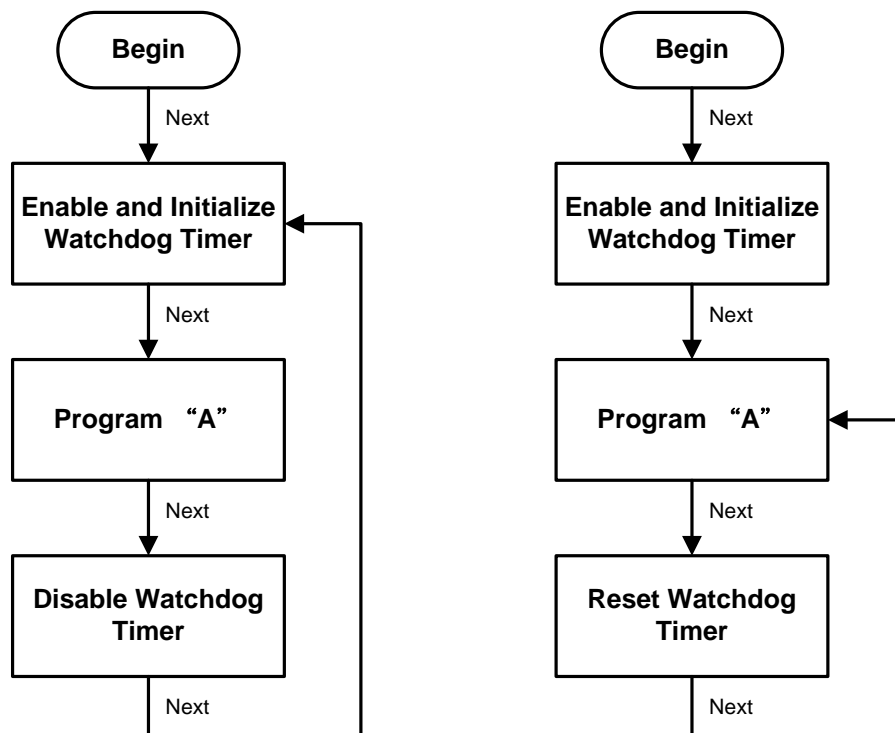 Begin
Next
Enable and Initialize
Watchdog Timer
Next
Program “A”
Next
Disable Watchdog
Timer
Next
Begin
Next
Enable and Initialize
Watchdog Timer
Next
Program “A”
Next
Reset Watchdog
Timer
Next